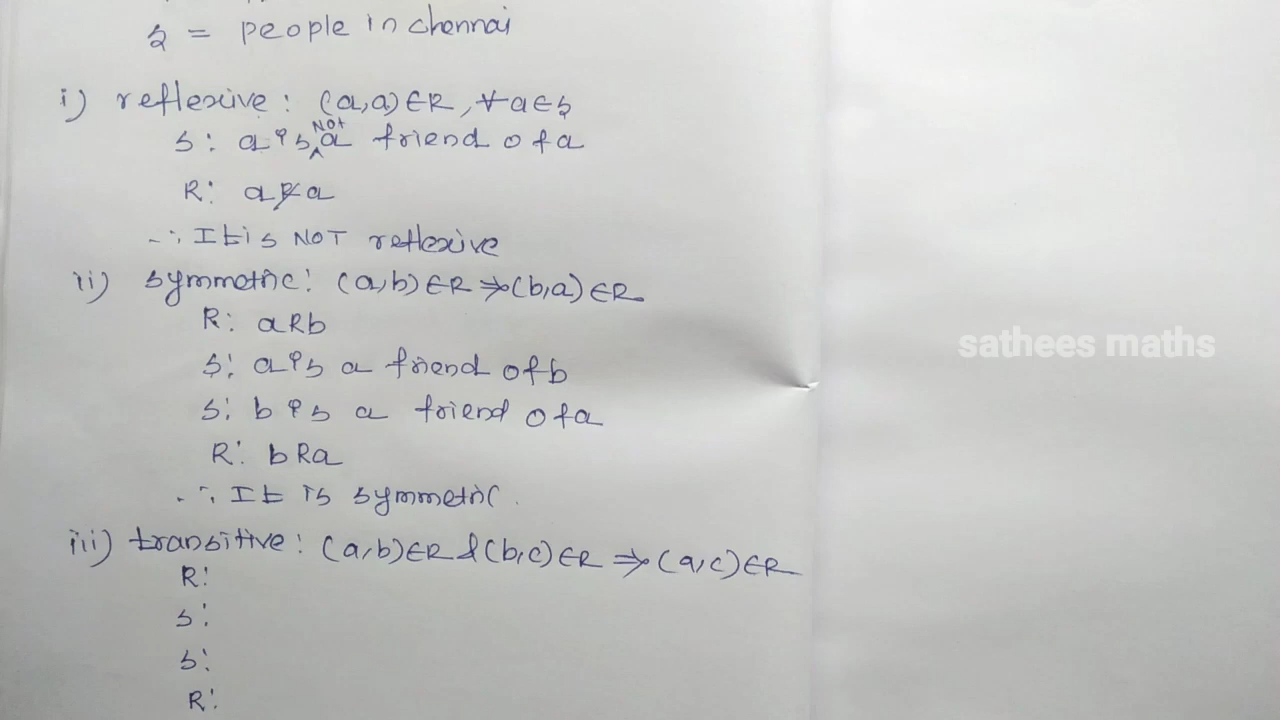 S = people in chennai
i) reflexive: (a,a)∈R, ∀a∈S
S: a is NOT a friend of a
R: a R̸ a
∴ It is NOT reflexive
ii) symmetric: (a,b)∈R ⇒ (b,a)∈R
R: aRb
S: a is a friend of b
sathees maths
S: b is a friend of a
R: bRa
∴ It is symmetric.
iii) transitive: (a,b)∈R & (b,c)∈R ⇒ (a,c)∈R
R:
S:
S:
R: